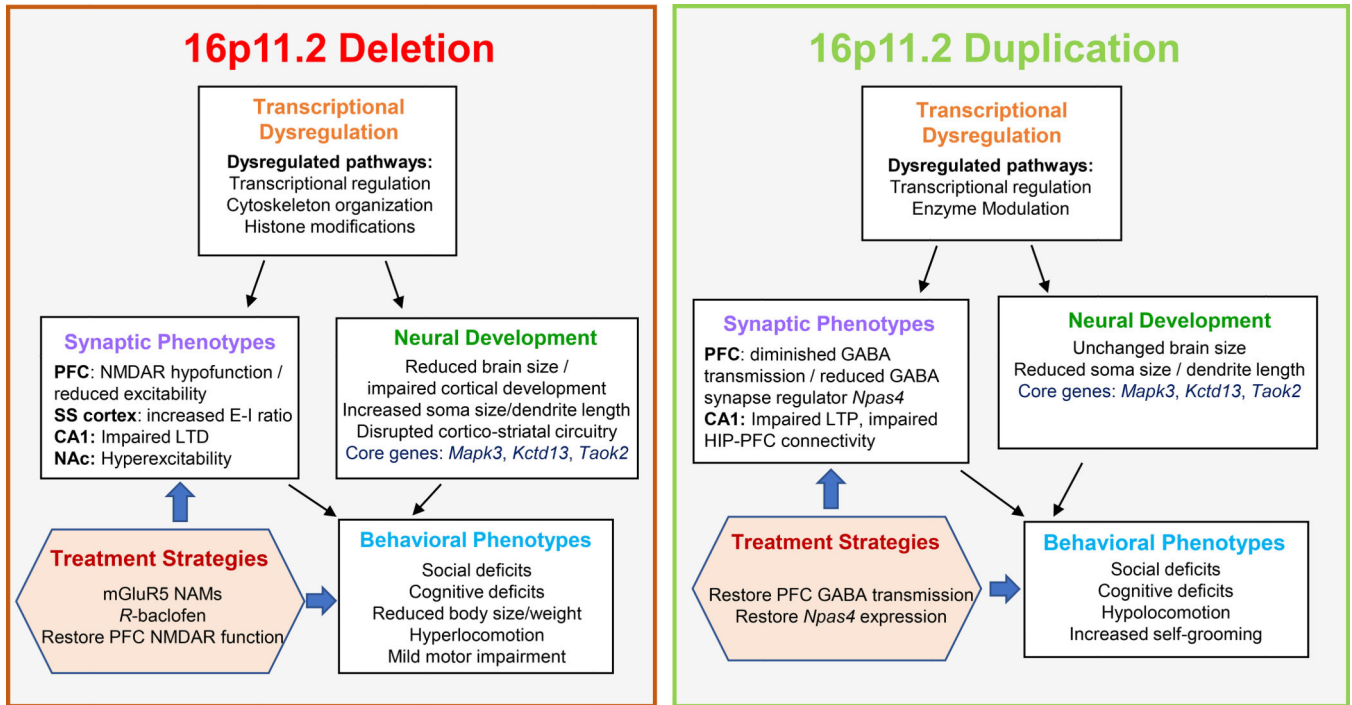 16p11.2 Deletion
Transcriptional
Dysregulation
Dysregulated pathways:
Transcriptional regulation
Cytoskeleton organization
Histone modifications
Synaptic Phenotypes
PFC: NMDAR hypofunction /
reduced excitability
SS cortex: increased E-I ratio
CA1: Impaired LTD
NAc: Hyperexcitability
Neural Development
Reduced brain size /
impaired cortical development
Increased soma size/dendrite length
Disrupted cortico-striatal circuitry
Core genes: Mapk3, Kctd13, Taok2
Treatment Strategies
mGluR5 NAMs
R-baclofen
Restore PFC NMDAR function
Behavioral Phenotypes
Social deficits
Cognitive deficits
Reduced body size/weight
Hyperlocomotion
Mild motor impairment
16p11.2 Duplication
Transcriptional
Dysregulation
Dysregulated pathways:
Transcriptional regulation
Enzyme Modulation
Synaptic Phenotypes
PFC: diminished GABA
transmission / reduced GABA
synapse regulator Npas4
CA1: Impaired LTP, impaired
HIP-PFC connectivity
Neural Development
Unchanged brain size
Reduced soma size / dendrite length
Core genes: Mapk3, Kctd13, Taok2
Treatment Strategies
Restore PFC GABA transmission
Restore Npas4 expression
Behavioral Phenotypes
Social deficits
Cognitive deficits
Hypolocomotion
Increased self-grooming